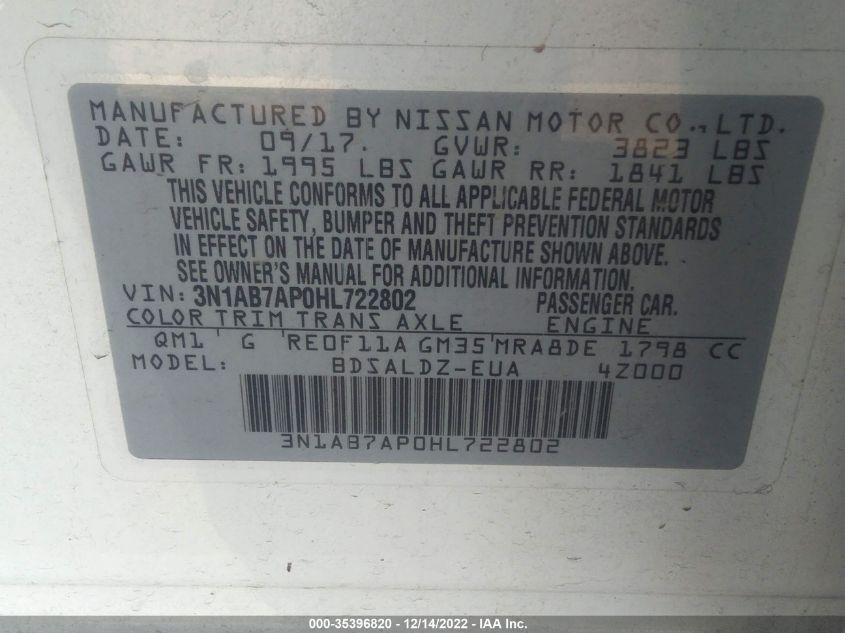 MANUFACTURED BY NISSAN MOTOR CO., LTD.
DATE: 09/17. GVWR: 3823 LBS
GAWR FR: 1995 LBS GAWR RR: 1841 LBS
THIS VEHICLE CONFORMS TO ALL APPLICABLE FEDERAL MOTOR
VEHICLE SAFETY, BUMPER AND THEFT PREVENTION STANDARDS
IN EFFECT ON THE DATE OF MANUFACTURE SHOWN ABOVE.
SEE OWNER'S MANUAL FOR ADDITIONAL INFORMATION.
VIN: 3N1AB7AP0HL722802 PASSENGER CAR.
COLOR TRIM TRANS AXLE ENGINE
QM1 G RE0F11A GM35 MRA8DE 1798 CC
MODEL: BDSALDZ-EUA 4Z000
3N1AB7AP0HL722802
000-35396820 - 12/14/2022 - IAA Inc.